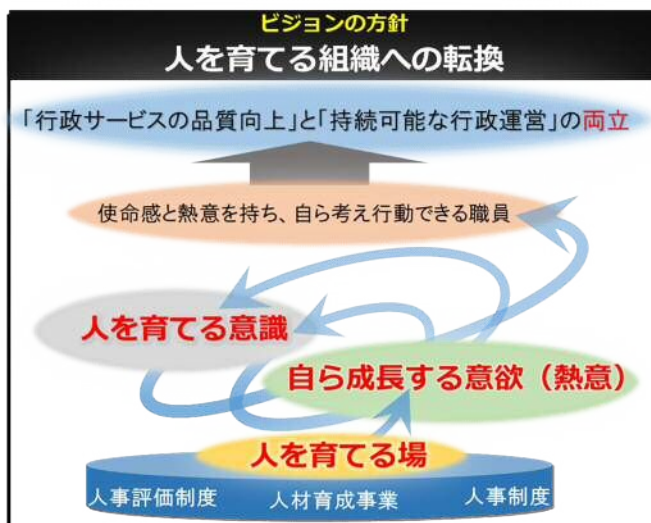 ビジョンの方針
人を育てる組織への転換
「行政サービスの品質向上」と「持続可能な行政運営」の両立
使命感と熱意を持ち、自ら考え行動できる職員
人を育てる意識
自ら成長する意欲（熱意）
人を育てる場
人事評価制度 人材育成事業 人事制度